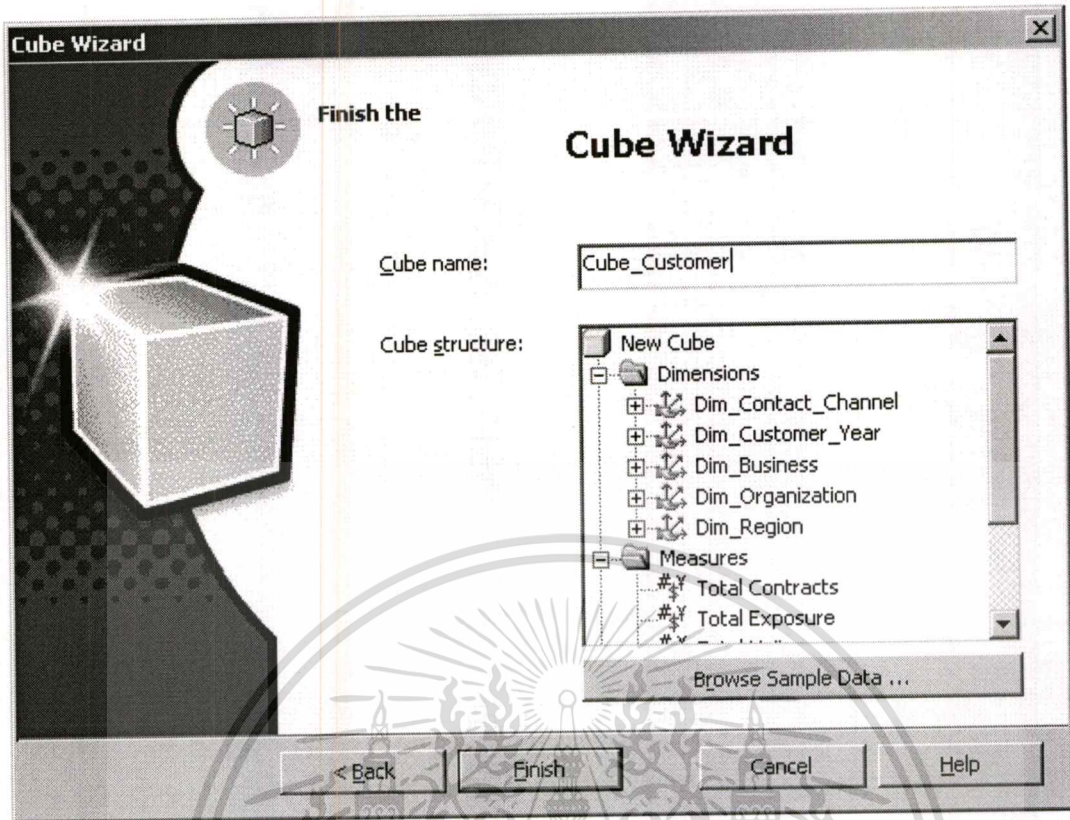 Cube Wizard
Finish the
Cube Wizard
Cube name:
Cube_Customer
Cube structure:
New Cube
Dimensions
Dim_Contact_Channel
Dim_Customer_Year
Dim_Business
Dim_Organization
Dim_Region
Measures
Total Contracts
Total Exposure
Browse Sample Data ...
< Back
Finish
Cancel
Help